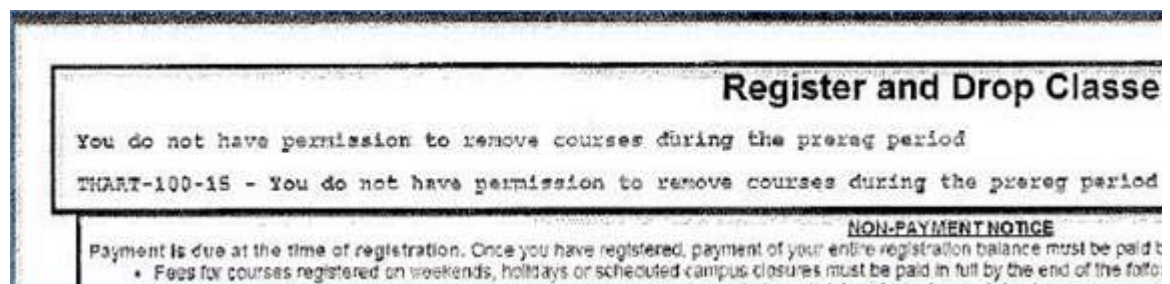 Register and Drop Classe
You do not have permission to remove courses during the prereg period
THART-100-15 - You do not have permission to remove courses during the prereg period
NON-PAYMENT NOTICE
Payment is due at the time of registration. Once you have registered, payment of your entire registration balance must be paid b
• Fees for courses registered on weekends, holidays or scheduled campus closures must be paid in full by the end of the follo